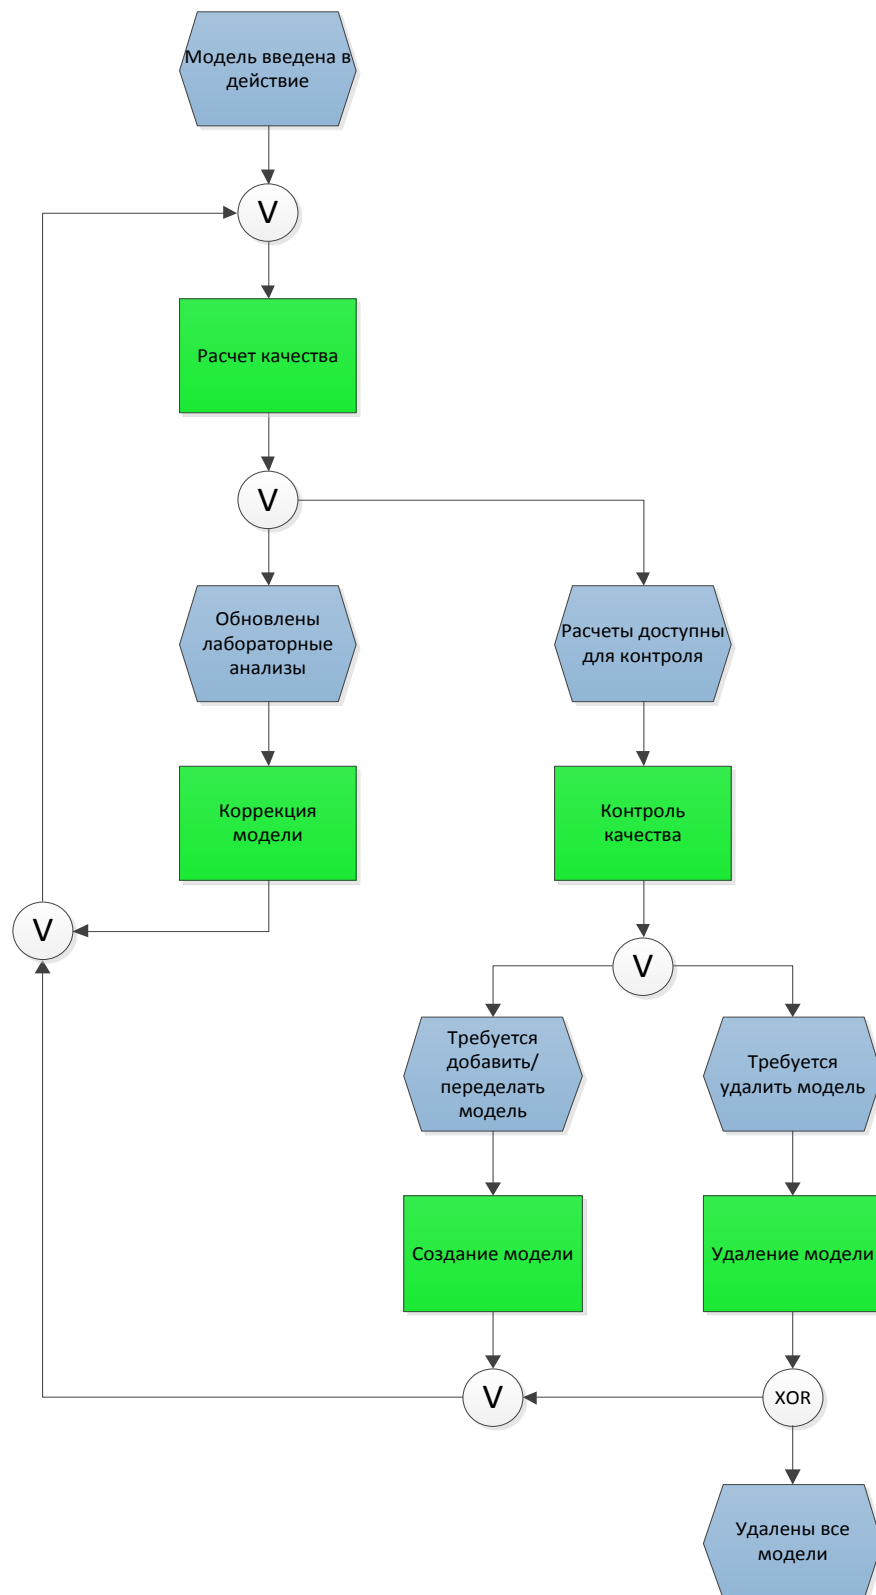 Модель введена в
действие
V
Расчет качества
V
Обновлены
лабораторные
анализы
Расчеты доступны
для контроля
Коррекция
модели
Контроль
качества
V
V
Требуется
добавить/
переделать
модель
Требуется
удалить модель
Создание модели
Удаление модели
V
XOR
Удалены все
модели